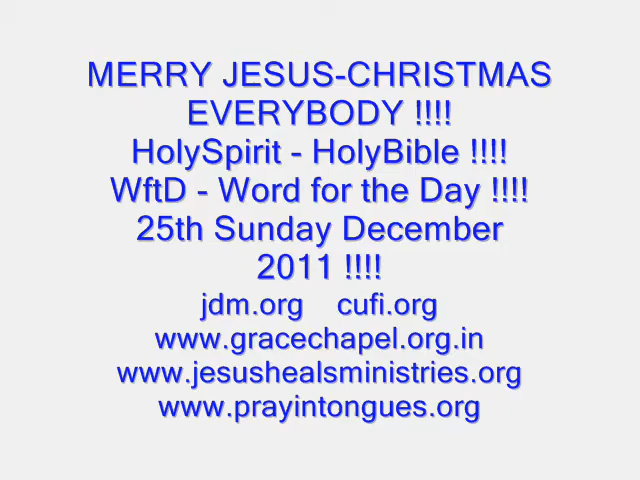 MERRY JESUS-CHRISTMAS
EVERYBODY !!!!
HolySpirit - HolyBible !!!!
WftD - Word for the Day !!!!
25th Sunday December
2011 !!!!
jdm.org    cufi.org
www.gracechapel.org.in
www.jesushealsministries.org
www.prayintongues.org